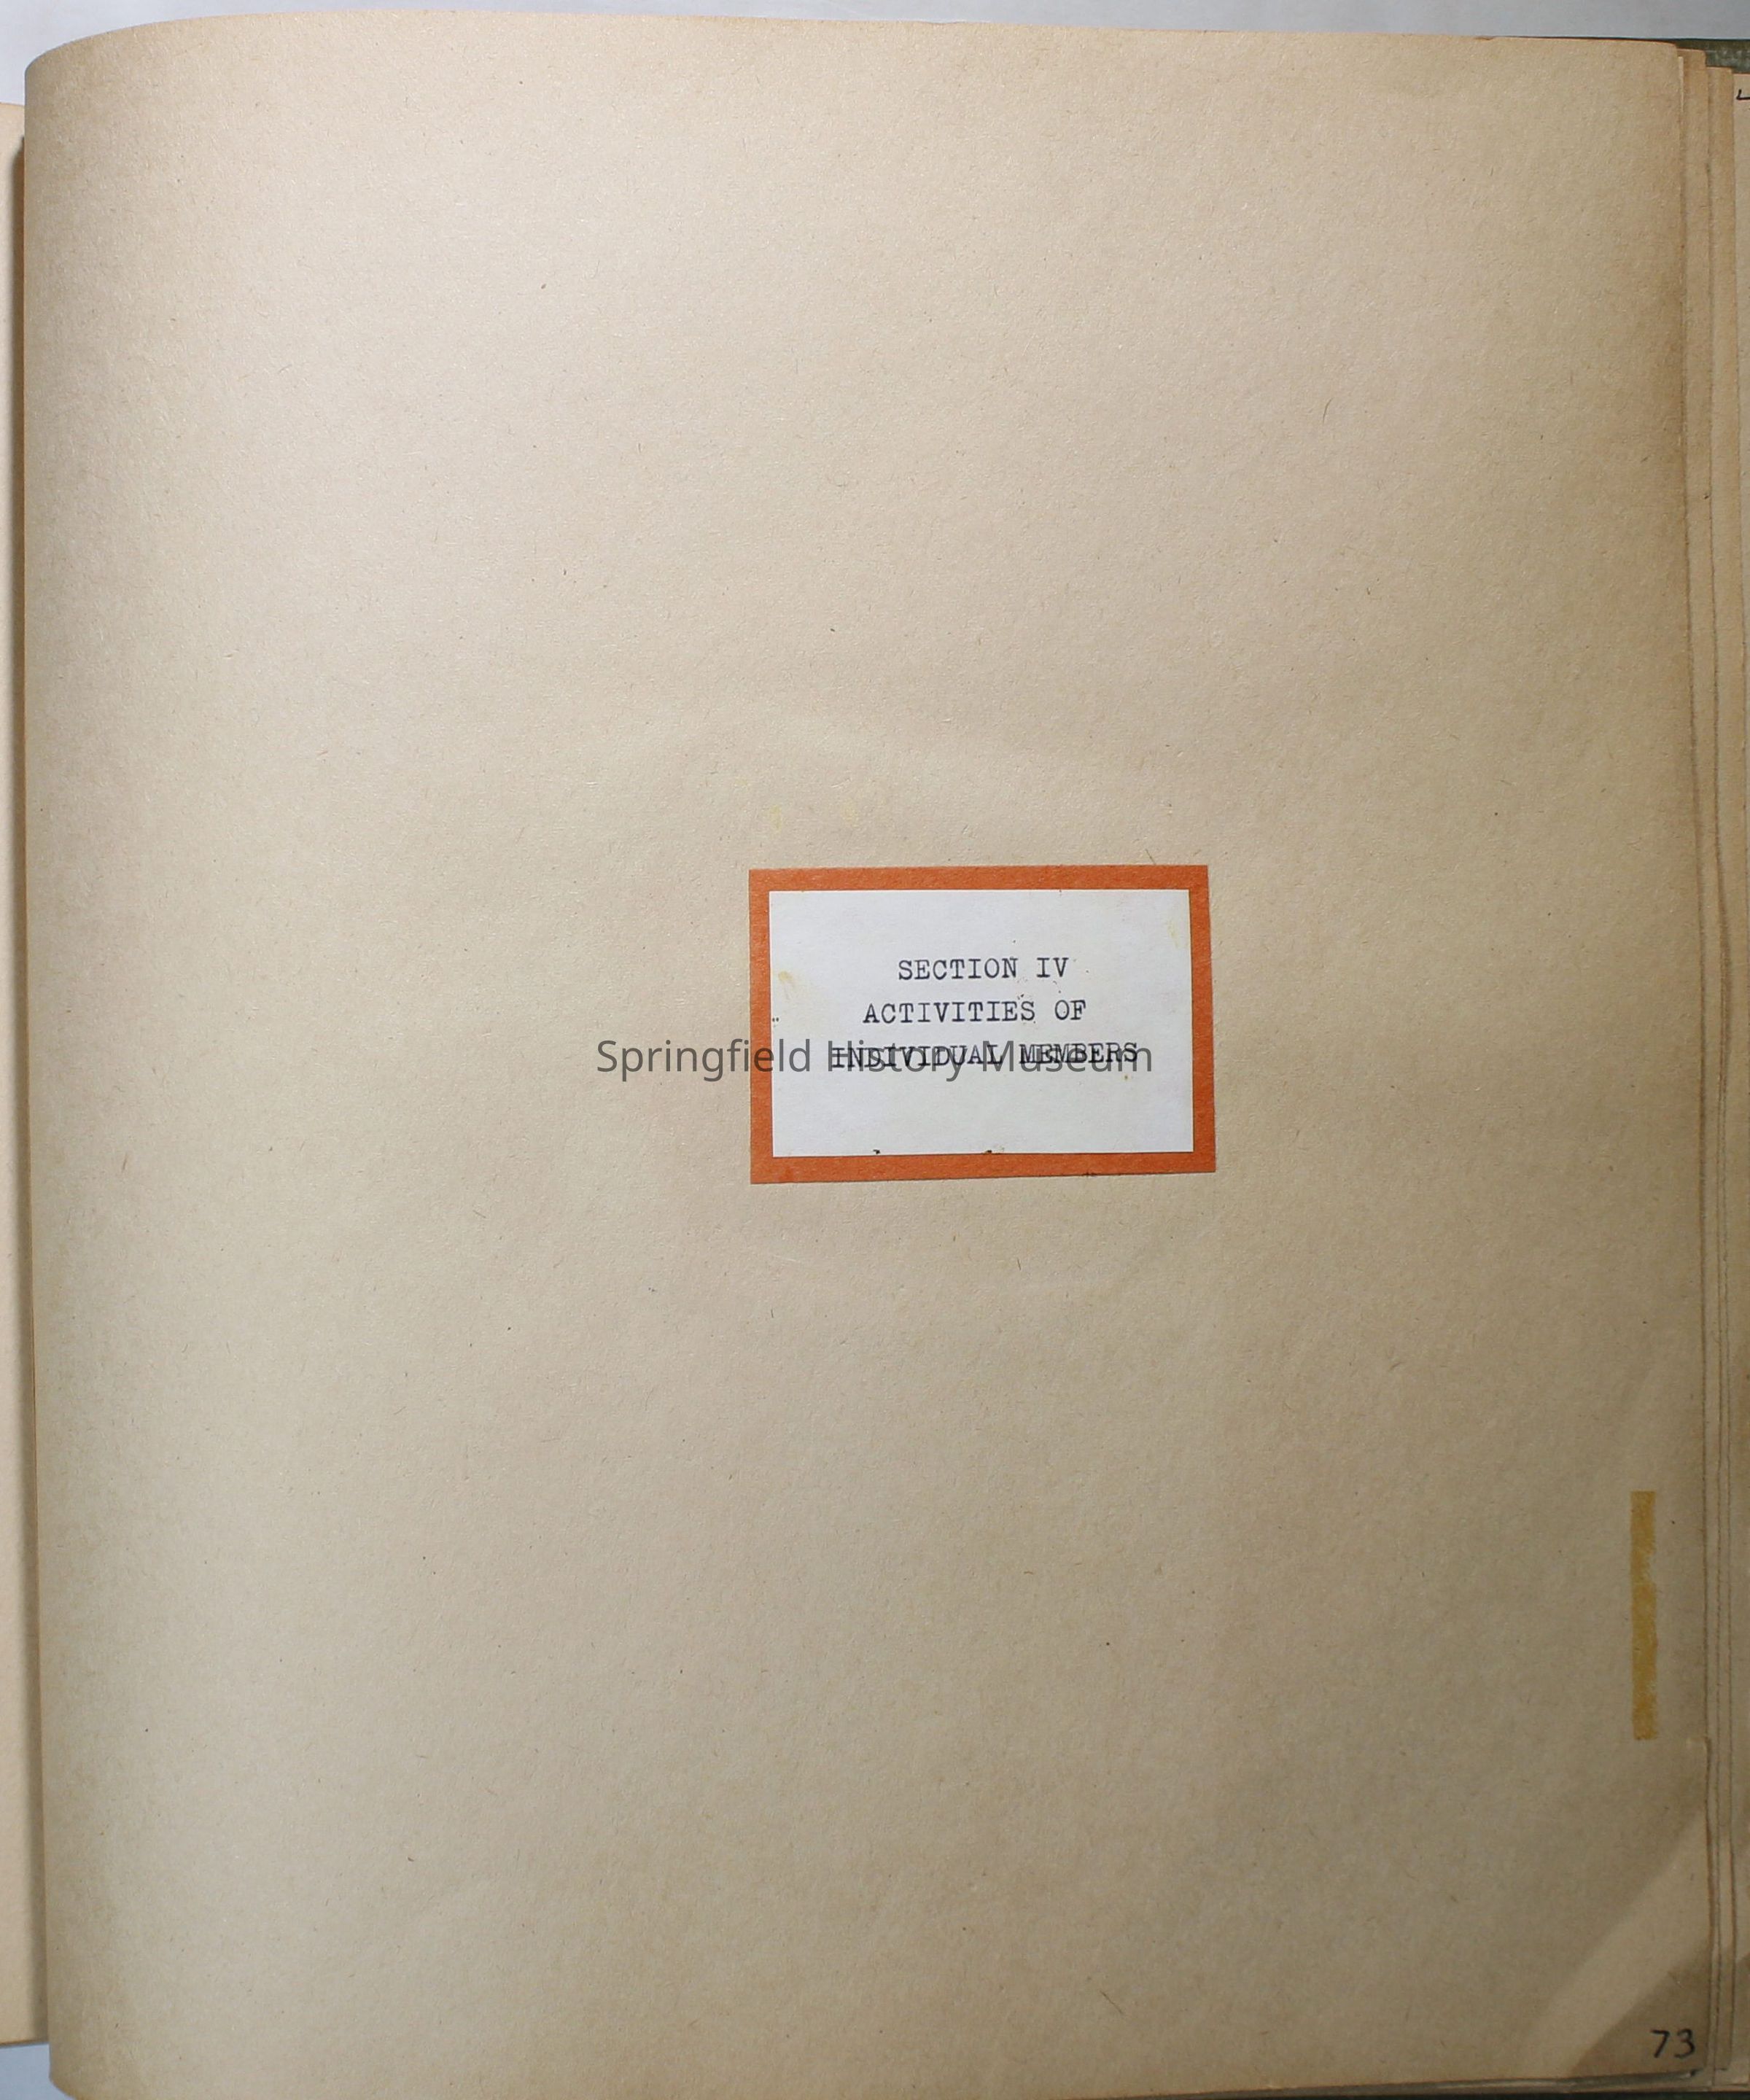 SECTION IV
ACTIVITIES OF
INDIVIDUAL MEMBERS
Springfield History Museum
73